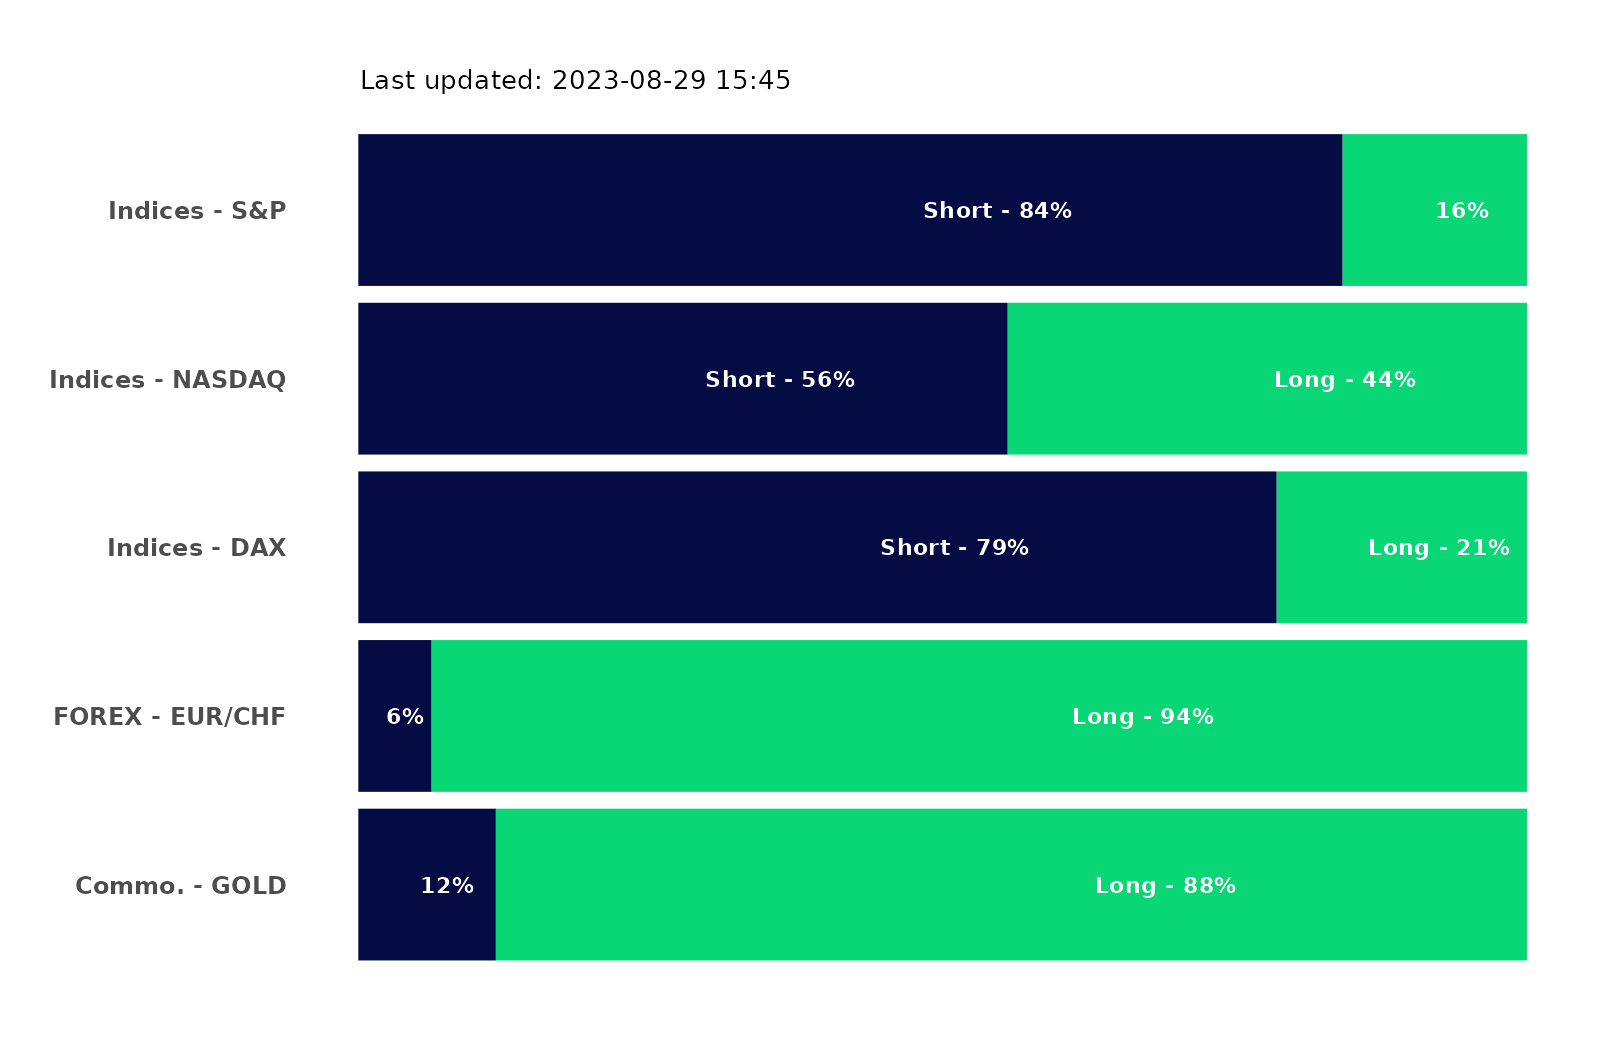 Last updated: 2023-08-29 15:45
Indices - S&P
Short - 84%
16%
Indices - NASDAQ
Short - 56%
Long - 44%
Indices - DAX
Short - 79%
Long - 21%
FOREX - EUR/CHF
6%
Long - 94%
Commo. - GOLD
12%
Long - 88%